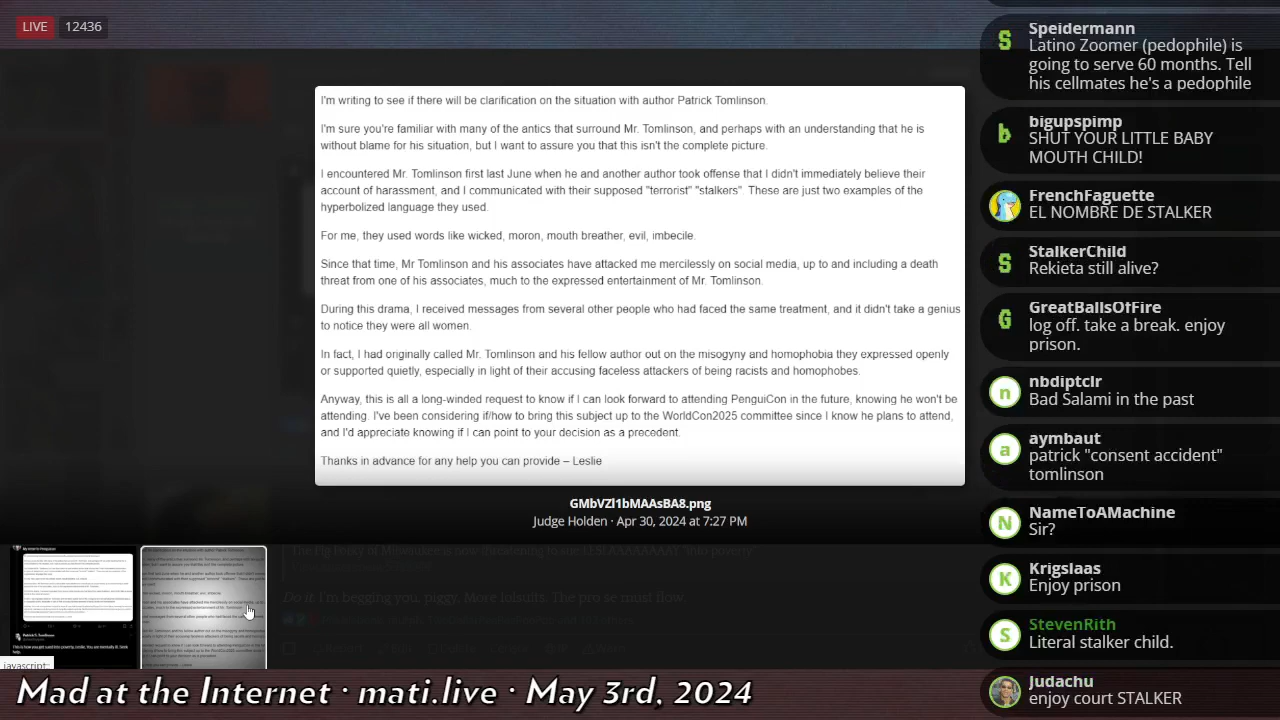 LIVE 12436
I'm writing to see if there will be clarification on the situation with author Patrick Tomlinson.
I'm sure you're familiar with many of the antics that surround Mr. Tomlinson, and perhaps with an understanding that he is
without blame for his situation, but I want to assure you that this isn't the complete picture.
I encountered Mr. Tomlinson first last June when he and another author took offense that I didn't immediately believe their
account of harassment, and I communicated with their supposed "terrorist" "stalkers". These are just two examples of the
hyperbolized language they used.
For me, they used words like wicked, moron, mouth breather, evil, imbecile.
Since that time, Mr Tomlinson and his associates have attacked me mercilessly on social media, up to and including a death
threat from one of his associates, much to the expressed entertainment of Mr. Tomlinson.
During this drama, I received messages from several other people who had faced the same treatment, and it didn't take a genius
to notice they were all women.
In fact, I had originally called Mr. Tomlinson and his fellow author out on the misogyny and homophobia they expressed openly
or supported quietly, especially in light of their accusing faceless attackers of being racists and homophobes.
Anyway, this is all a long-winded request to know if I can look forward to attending PenguiCon in the future, knowing he won't be
attending. I've been considering if/how to bring this subject up to the WorldCon2025 committee since I know he plans to attend,
and I'd appreciate knowing if I can point to your decision as a precedent.
Thanks in advance for any help you can provide – Leslie
GMbVZl1bMAAsBA8.png
Judge Holden · Apr 30, 2024 at 7:27 PM
javascript:
Mad at the Internet · mati.live · May 3rd, 2024
S
Speidermann
Latino Zoomer (pedophile) is
going to serve 60 months. Tell
his cellmates he's a pedophile
b
bigupspimp
SHUT YOUR LITTLE BABY
MOUTH CHILD!
FrenchFaguette
EL NOMBRE DE STALKER
S
StalkerChild
Rekieta still alive?
G
GreatBallsOfFire
log off. take a break. enjoy
prison.
n
nbdiptclr
Bad Salami in the past
a
aymbaut
patrick "consent accident"
tomlinson
N
NameToAMachine
Sir?
K
Kaslaas
Enjoy prison
S
StevenRith
Literal stalker child.
Judachu
enjoy court STALKER